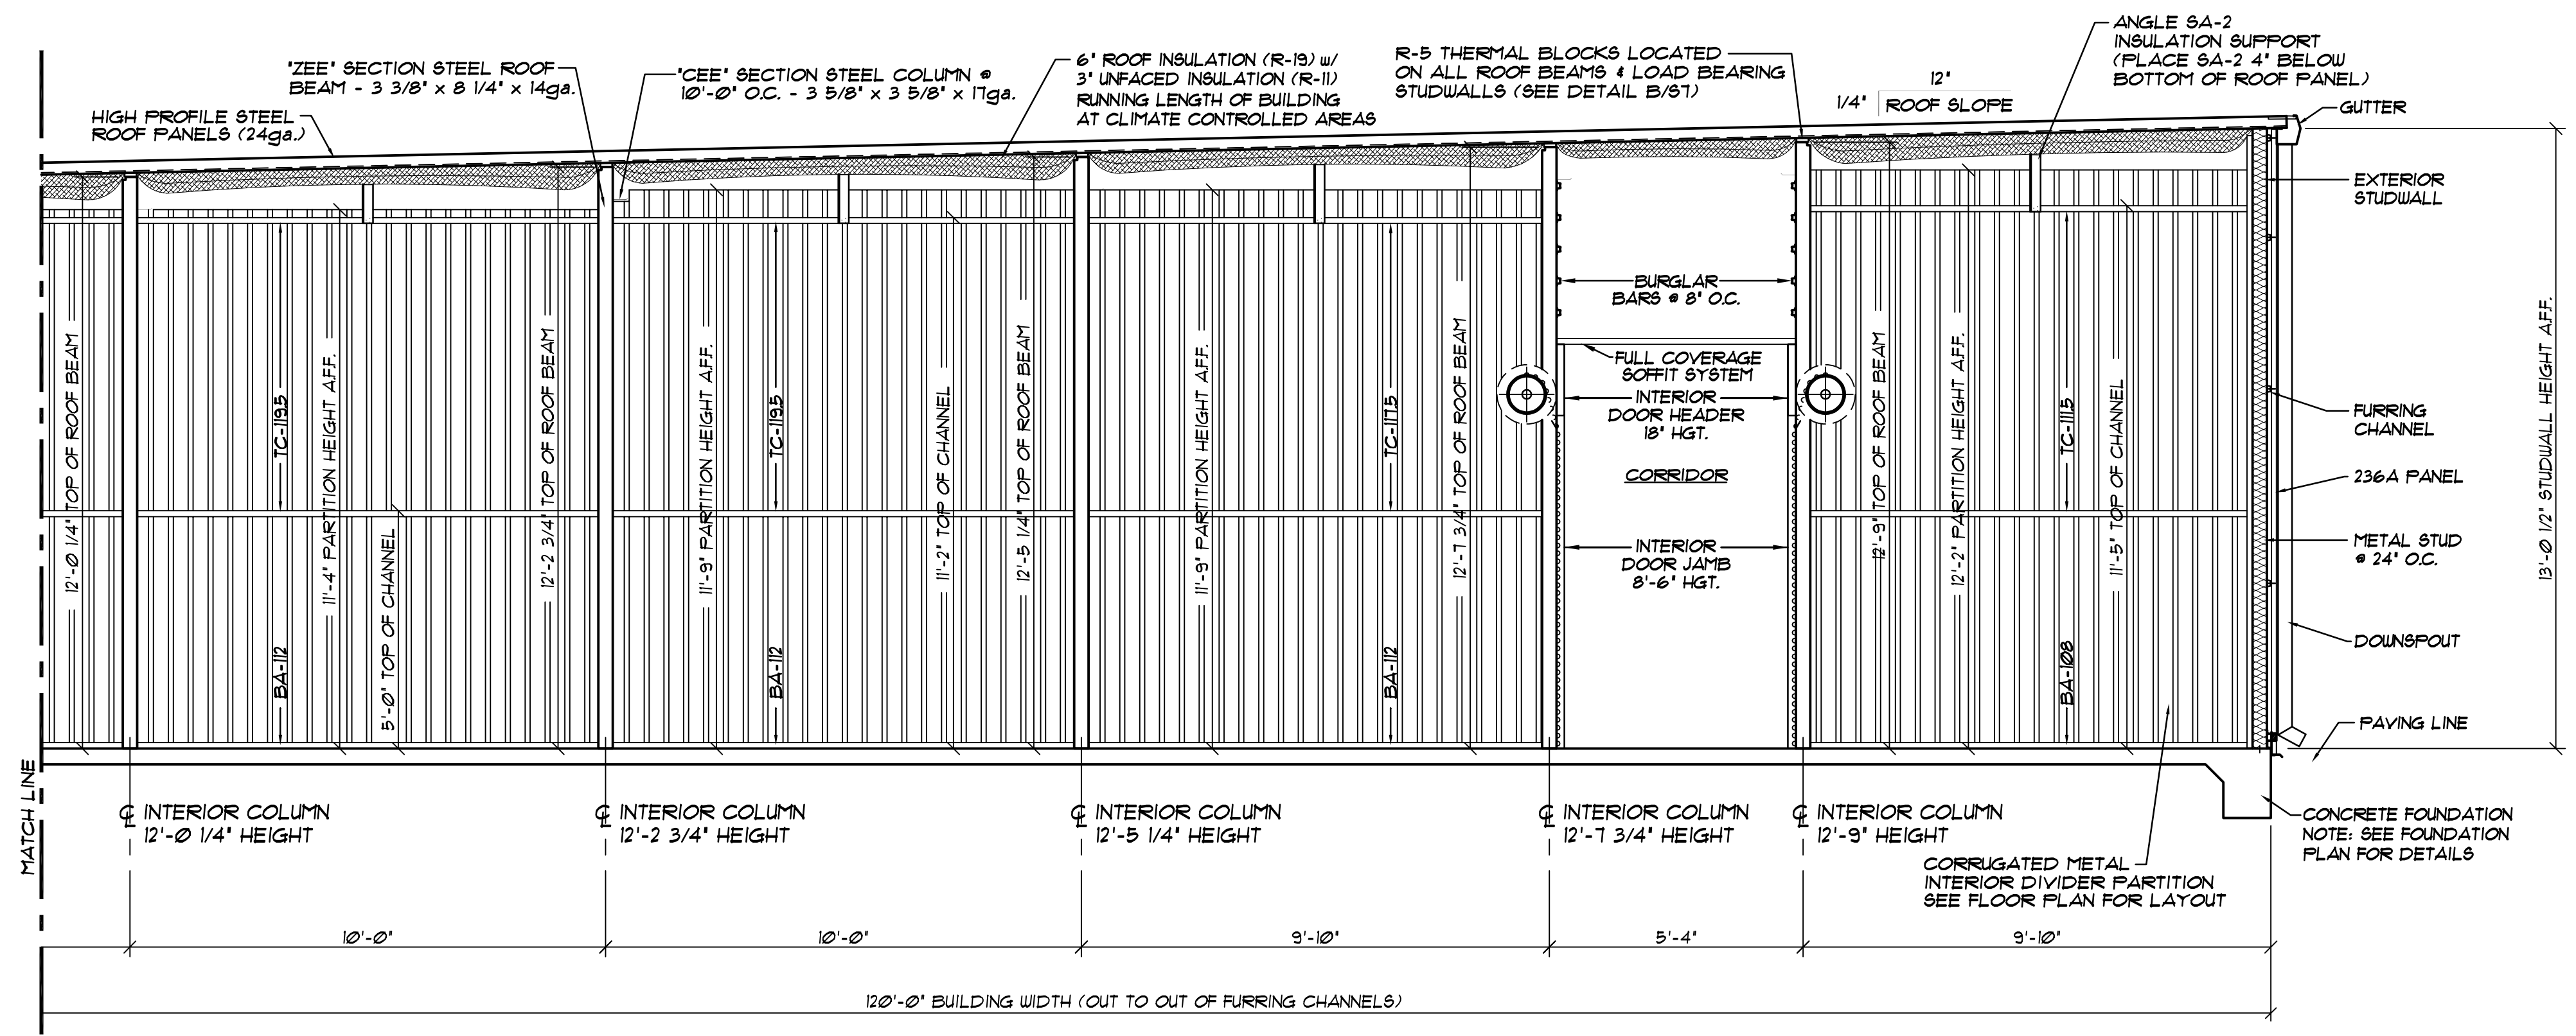 ANGLE SA-2
INSULATION SUPPORT
(PLACE SA-2 4" BELOW
BOTTOM OF ROOF PANEL)
"ZEE" SECTION STEEL ROOF
BEAM - 3 3/8" x 8 1/4" x 14ga.
"CEE" SECTION STEEL COLUMN @
10'-0" O.C. - 3 5/8" x 3 5/8" x 17ga.
6" ROOF INSULATION (R-19) w/
3" UNFACED INSULATION (R-11)
RUNNING LENGTH OF BUILDING
AT CLIMATE CONTROLLED AREAS
R-5 THERMAL BLOCKS LOCATED
ON ALL ROOF BEAMS & LOAD BEARING
STUDWALLS (SEE DETAIL B/S7)
12"
1/4"
ROOF SLOPE
GUTTER
HIGH PROFILE STEEL
ROOF PANELS (24ga.)
EXTERIOR
STUDWALL
BURGLAR
BARS @ 8" O.C.
FULL COVERAGE
SOFFIT SYSTEM
INTERIOR
DOOR HEADER
18" HGT.
CORRIDOR
INTERIOR
DOOR JAMB
8'-6" HGT.
12'-0 1/4" TOP OF ROOF BEAM
TC-119.5
BA-112
11'-4" PARTITION HEIGHT A.F.F.
5'-0" TOP OF CHANNEL
12'-2 3/4" TOP OF ROOF BEAM
11'-9" PARTITION HEIGHT A.F.F.
TC-119.5
BA-112
11'-2" TOP OF CHANNEL
12'-5 1/4" TOP OF ROOF BEAM
11'-9" PARTITION HEIGHT A.F.F.
TC-117.5
BA-112
12'-7 3/4" TOP OF ROOF BEAM
12'-9" TOP OF ROOF BEAM
12'-2" PARTITION HEIGHT A.F.F.
TC-111.5
BA-108
11'-5" TOP OF CHANNEL
FURRING
CHANNEL
236A PANEL
METAL STUD
@ 24" O.C.
DOWNSPOUT
PAVING LINE
13'-0 1/2" STUDWALL HEIGHT A.F.F.
MATCH LINE
℄ INTERIOR COLUMN
12'-0 1/4" HEIGHT
℄ INTERIOR COLUMN
12'-2 3/4" HEIGHT
℄ INTERIOR COLUMN
12'-5 1/4" HEIGHT
℄ INTERIOR COLUMN
12'-7 3/4" HEIGHT
℄ INTERIOR COLUMN
12'-9" HEIGHT
CONCRETE FOUNDATION
NOTE: SEE FOUNDATION
PLAN FOR DETAILS
CORRUGATED METAL
INTERIOR DIVIDER PARTITION
SEE FLOOR PLAN FOR LAYOUT
10'-0"
10'-0"
9'-10"
5'-4"
9'-10"
120'-0" BUILDING WIDTH (OUT TO OUT OF FURRING CHANNELS)